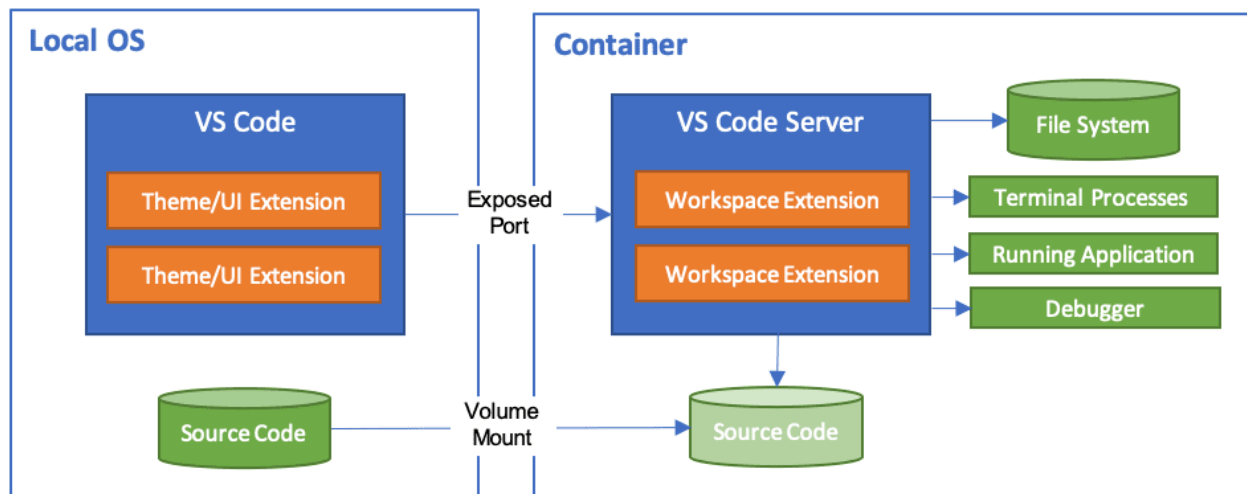 Local OS
VS Code
Theme/UI Extension
Theme/UI Extension
Source Code
Exposed
Port
Volume
Mount
Container
VS Code Server
Workspace Extension
Workspace Extension
File System
Terminal Processes
Running Application
Debugger
Source Code